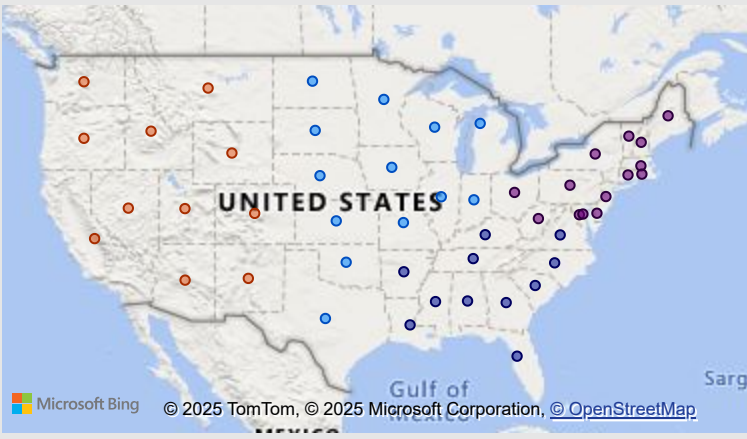 UNITED STATES
Gulf of
Mexico
Sarg
Microsoft Bing
© 2025 TomTom, © 2025 Microsoft Corporation, © OpenStreetMap
MEXICO